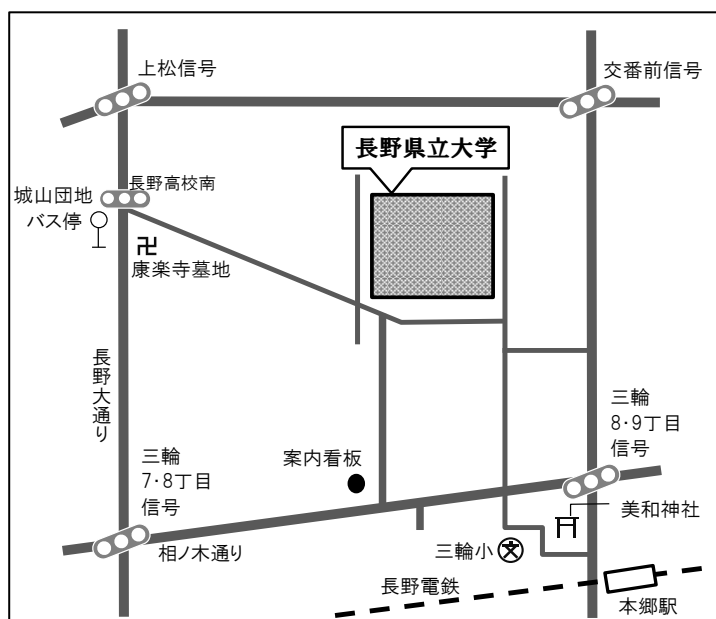 上松信号
交番前信号
長野県立大学
長野高校南
城山団地
バス停
康楽寺墓地
長野大通り
三輪
8・9丁目
信号
三輪
7・8丁目
信号
案内看板
美和神社
相ノ木通り
三輪小
長野電鉄
本郷駅